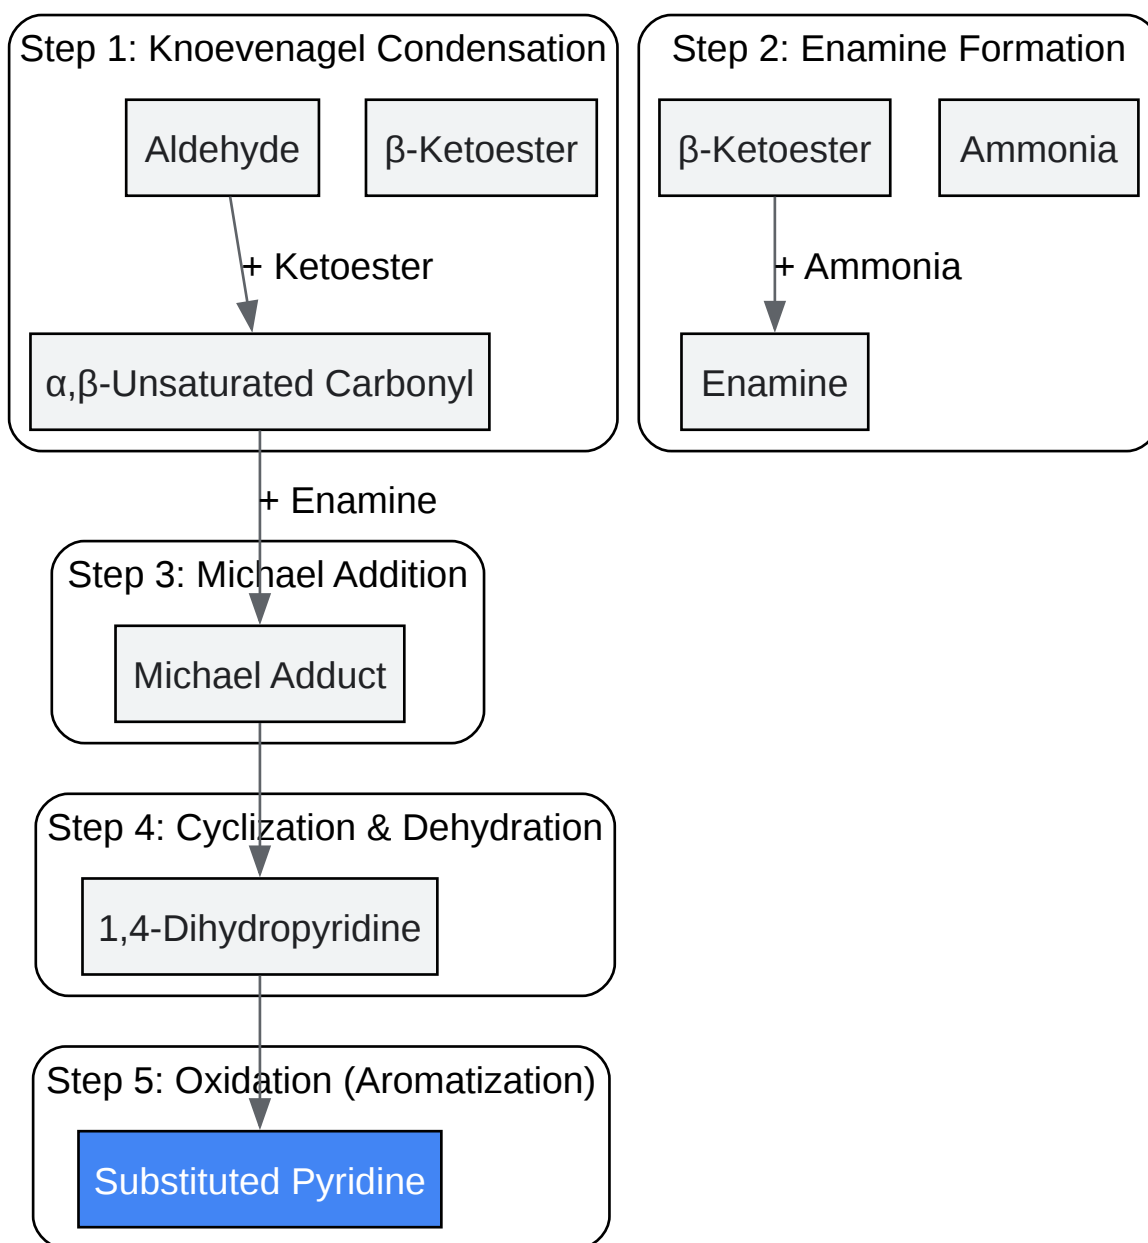 Step 1: Knoevenagel Condensation
Aldehyde
β-Ketoester
+ Ketoester
α,β-Unsaturated Carbonyl
Step 2: Enamine Formation
β-Ketoester
Ammonia
+ Ammonia
Enamine
+ Enamine
Step 3: Michael Addition
Michael Adduct
Step 4: Cyclization & Dehydration
1,4-Dihydropyridine
Step 5: Oxidation (Aromatization)
Substituted Pyridine